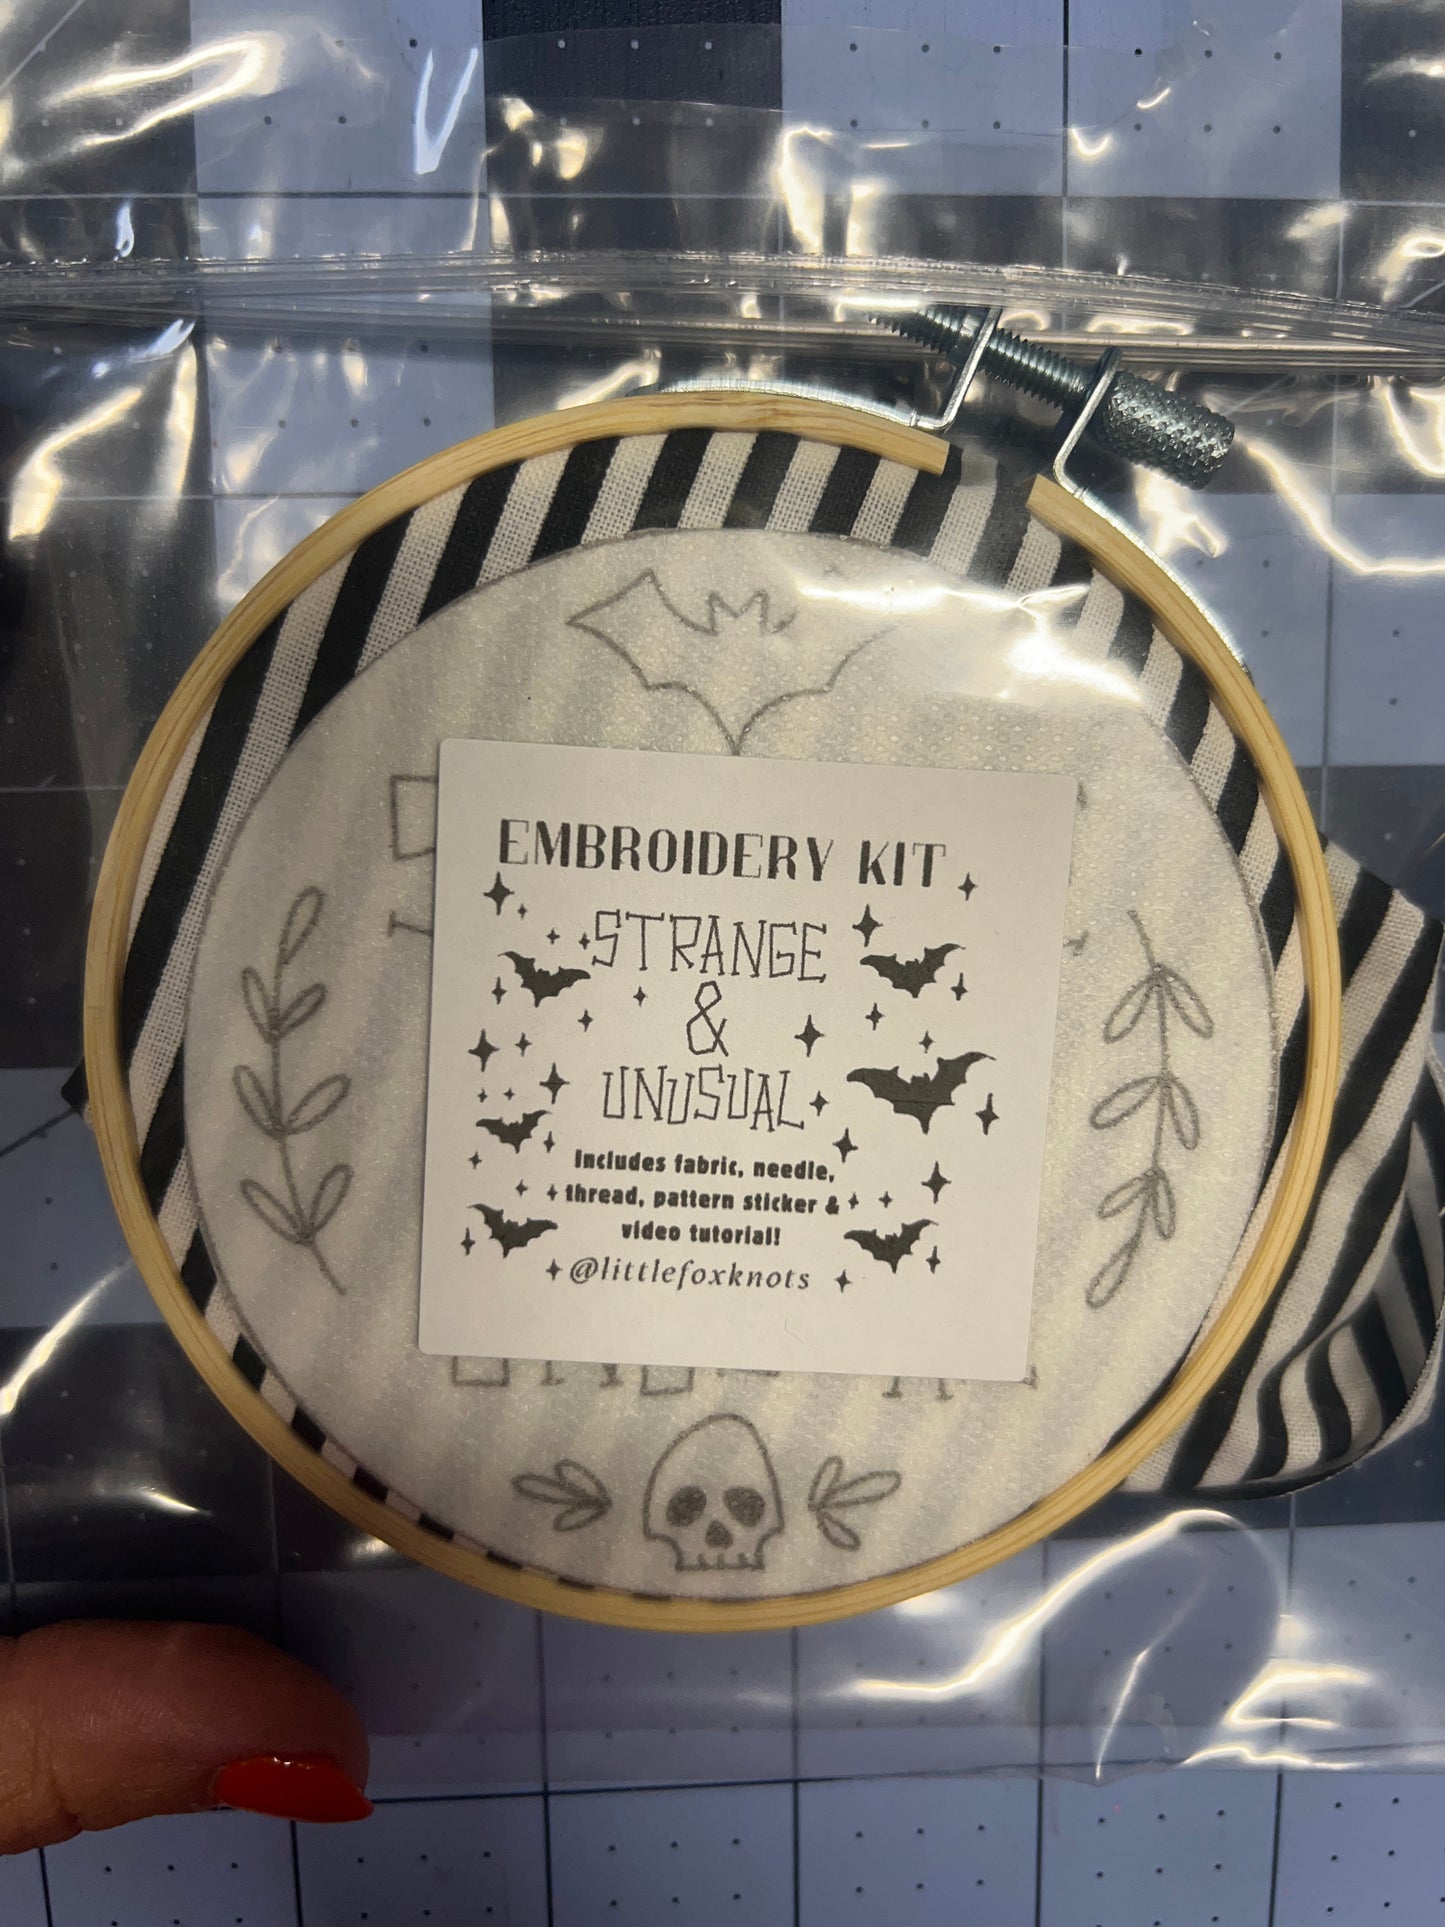 EMBROIDERY KIT
STRANGE
&
UNUSUAL
Includes fabric, needle,
thread, pattern sticker &
video tutorial!
@littlefoxknots